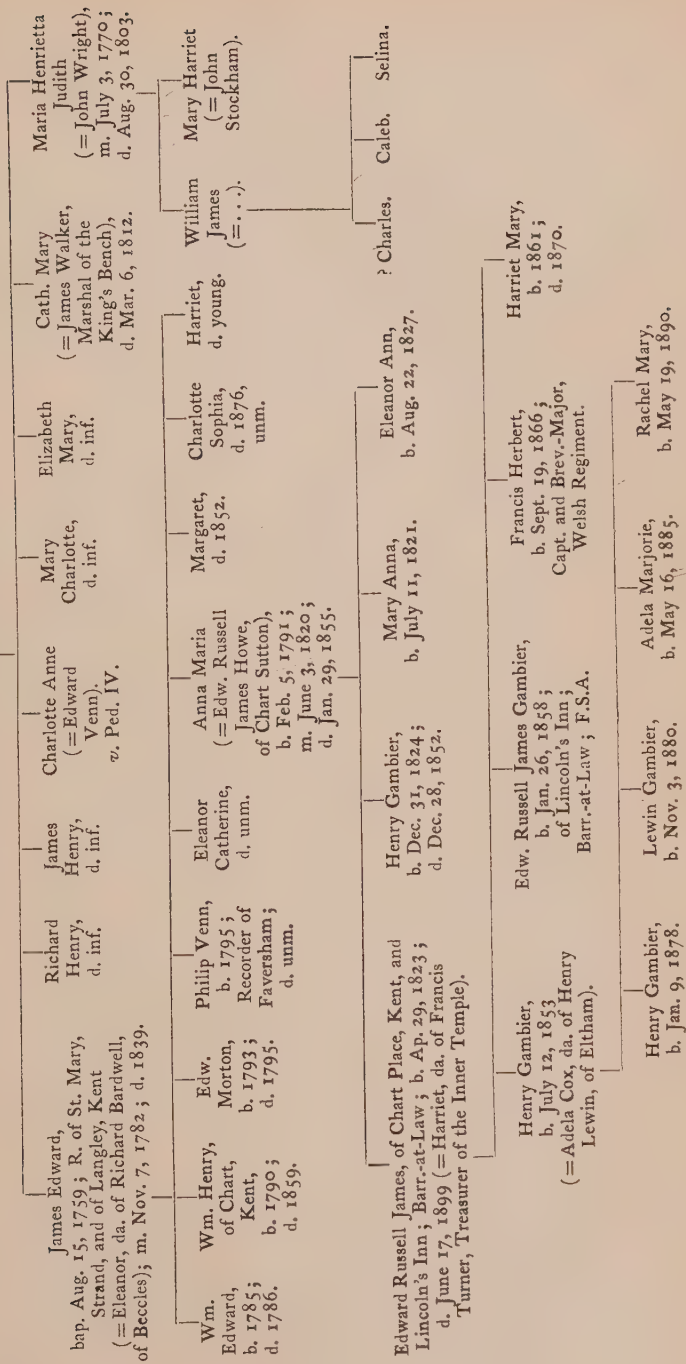 James Edward,
bap. Aug. 15, 1759; R. of St. Mary,
Strand, and of Langley, Kent
(= Eleanor, da. of Richard Bardwell,
of Beccles); m. Nov. 7, 1782; d. 1839.
Richard
Henry,
d. inf.
James
Henry,
d. inf.
Charlotte Anne
(= Edward
Venn).
v. Ped. IV.
Mary
Charlotte,
d. inf.
Elizabeth
Mary,
d. inf.
Cath. Mary
(= James Walker,
Marshal of the
King's Bench),
d. Mar. 6, 1812.
Maria Henrietta
Judith
(= John Wright),
m. July 3, 1770;
d. Aug. 30, 1803.
Wm.
Edward,
b. 1785;
d. 1786.
Wm. Henry,
of Chart,
Kent,
b. 1790;
d. 1859.
Edw.
Morton,
b. 1793;
d. 1795.
Philip Venn,
b. 1795;
Recorder of
Faversham;
d. unm.
Eleanor
Catherine,
d. unm.
Anna Maria
(= Edw. Russell
James Howe,
of Chart Sutton),
b. Feb. 5, 1791;
m. June 3, 1820;
d. Jan. 29, 1855.
Margaret,
d. 1852.
Charlotte
Sophia,
d. 1876,
unm.
Harriet,
d. young.
William
James
(= ...).
Mary Harriet
(= John
Stockham).
Edward Russell James, of Chart Place, Kent, and
Lincoln's Inn; Barr.-at-Law; b. Ap. 29, 1823;
d. June 17, 1899 (= Harriet, da. of Francis
Turner, Treasurer of the Inner Temple).
Henry Gambier,
b. Dec. 31, 1824;
d. Dec. 28, 1852.
Mary Anna,
b. July 11, 1821.
Eleanor Ann,
b. Aug. 22, 1827.
? Charles.
Caleb.
Selina.
Henry Gambier,
b. July 12, 1853
(= Adela Cox, da. of Henry
Lewin, of Eltham).
Edw. Russell James Gambier,
b. Jan. 26, 1858;
of Lincoln's Inn;
Barr.-at-Law; F.S.A.
Francis Herbert,
b. Sept. 19, 1866;
Capt. and Brev.-Major,
Welsh Regiment.
Harriet Mary,
b. 1861;
d. 1870.
Henry Gambier,
b. Jan. 9, 1878.
Lewin Gambier,
b. Nov. 3, 1880.
Adela Marjorie,
b. May 16, 1885.
Rachel Mary,
b. May 19, 1890.